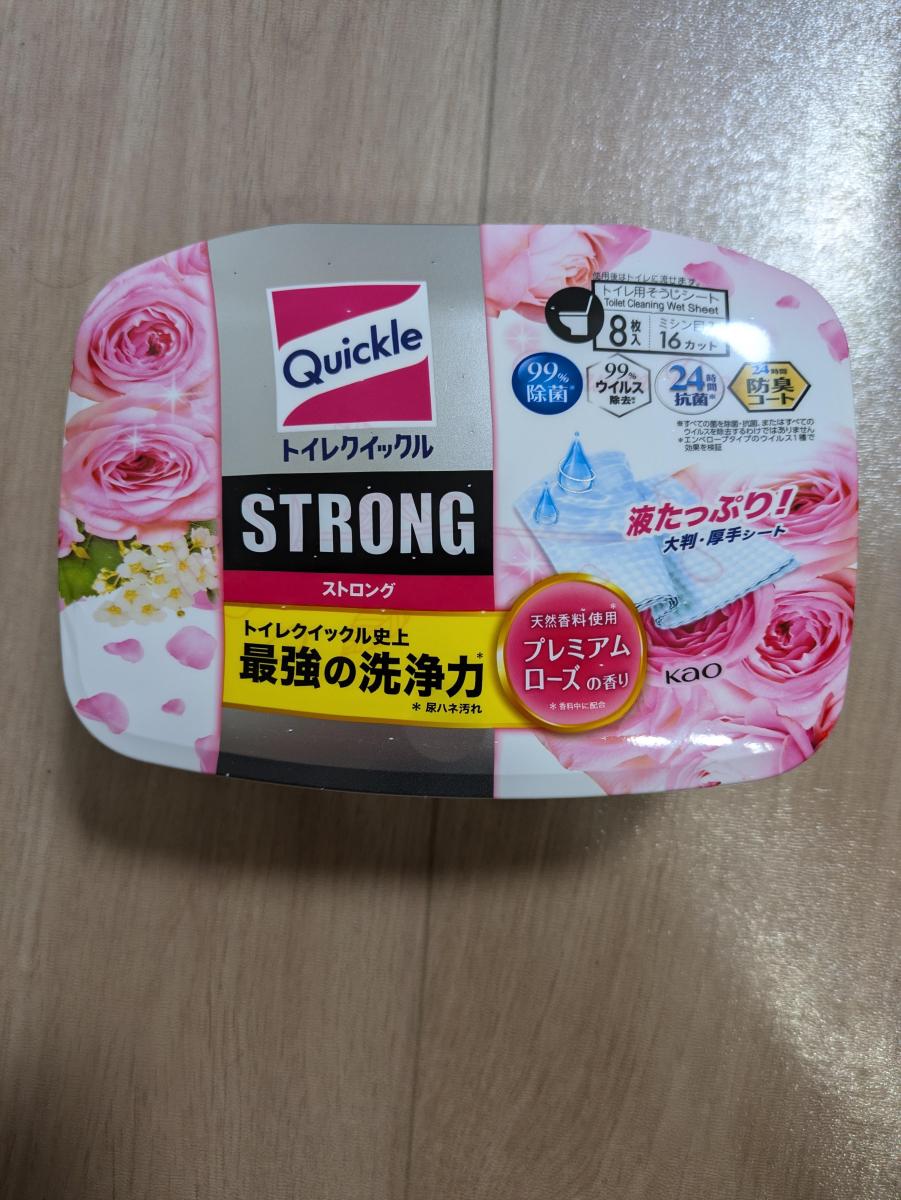 Quickle
トイレクイックル
STRONG
ストロング
トイレクイックル史上
最強の洗浄力*
*尿ハネ汚れ
使用後はトイレに流せます。
トイレ用そうじシート
Toilet Cleaning Wet Sheet
8枚入
ミシン目
16カット
99%
除菌※
99%
ウイルス
除去
24時間
抗菌※
24時間
防臭
コート
※すべての菌を除菌・抗菌、またはすべての
ウイルスを除去するわけではありません
*エンベロープタイプのウイルス1種で
効果を検証
液たっぷり!
大判・厚手シート
天然香料使用*
プレミアム
ローズの香り
*香料中に配合
Kao